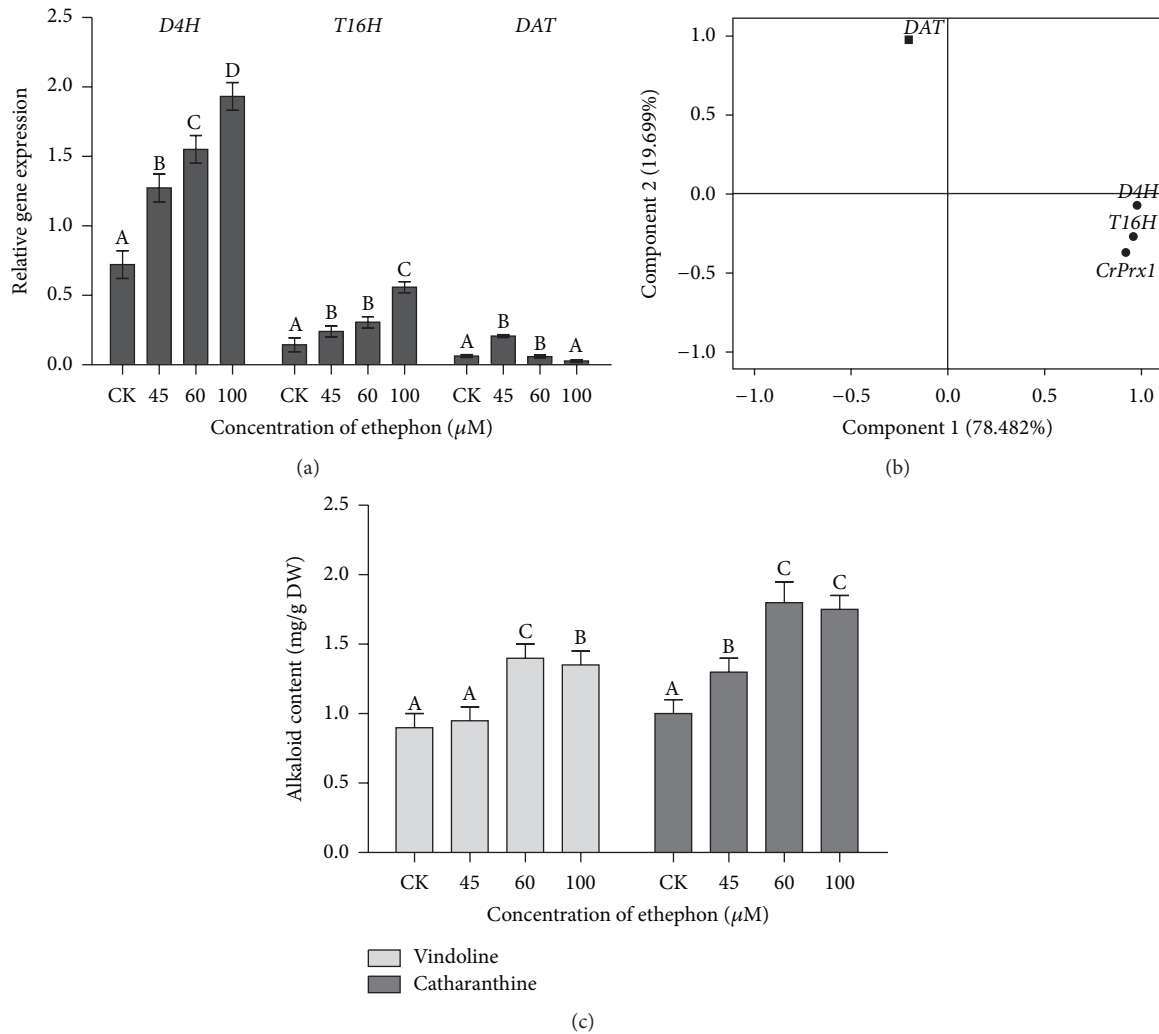 D4H T16H DAT
2.5
2.0
1.5
1.0
0.5
0.0
Relative gene expression
A B C D
A B B C
A B B A
CK 45 60 100 CK 45 60 100 CK 45 60 100
Concentration of ethephon (μM)
(a)
1.0
0.5
0.0
−0.5
−1.0
Component 2 (19.699%)
DAT
D4H
T16H
CrPrx1
−1.0 −0.5 0.0 0.5 1.0
Component 1 (78.482%)
(b)
2.5
2.0
1.5
1.0
0.5
0.0
Alkaloid content (mg/g DW)
A A C B
A B C C
CK 45 60 100 CK 45 60 100
Concentration of ethephon (μM)
Vindoline
Catharanthine
(c)